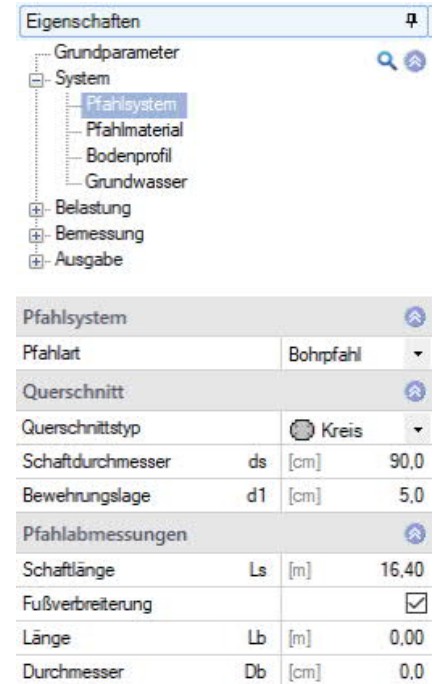 Eigenschaften
Grundparameter
System
Pfahlsystem
Pfahlmaterial
Bodenprofil
Grundwasser
Belastung
Bemessung
Ausgabe
Pfahlsystem
Pfahlart Bohrpfahl
Querschnitt
Querschnittstyp Kreis
Schaftdurchmesser ds [cm] 90,0
Bewehrungslage d1 [cm] 5,0
Pfahlabmessungen
Schaftlänge Ls [m] 16,40
Fußverbreiterung
Länge Lb [m] 0,00
Durchmesser Db [cm] 0,0